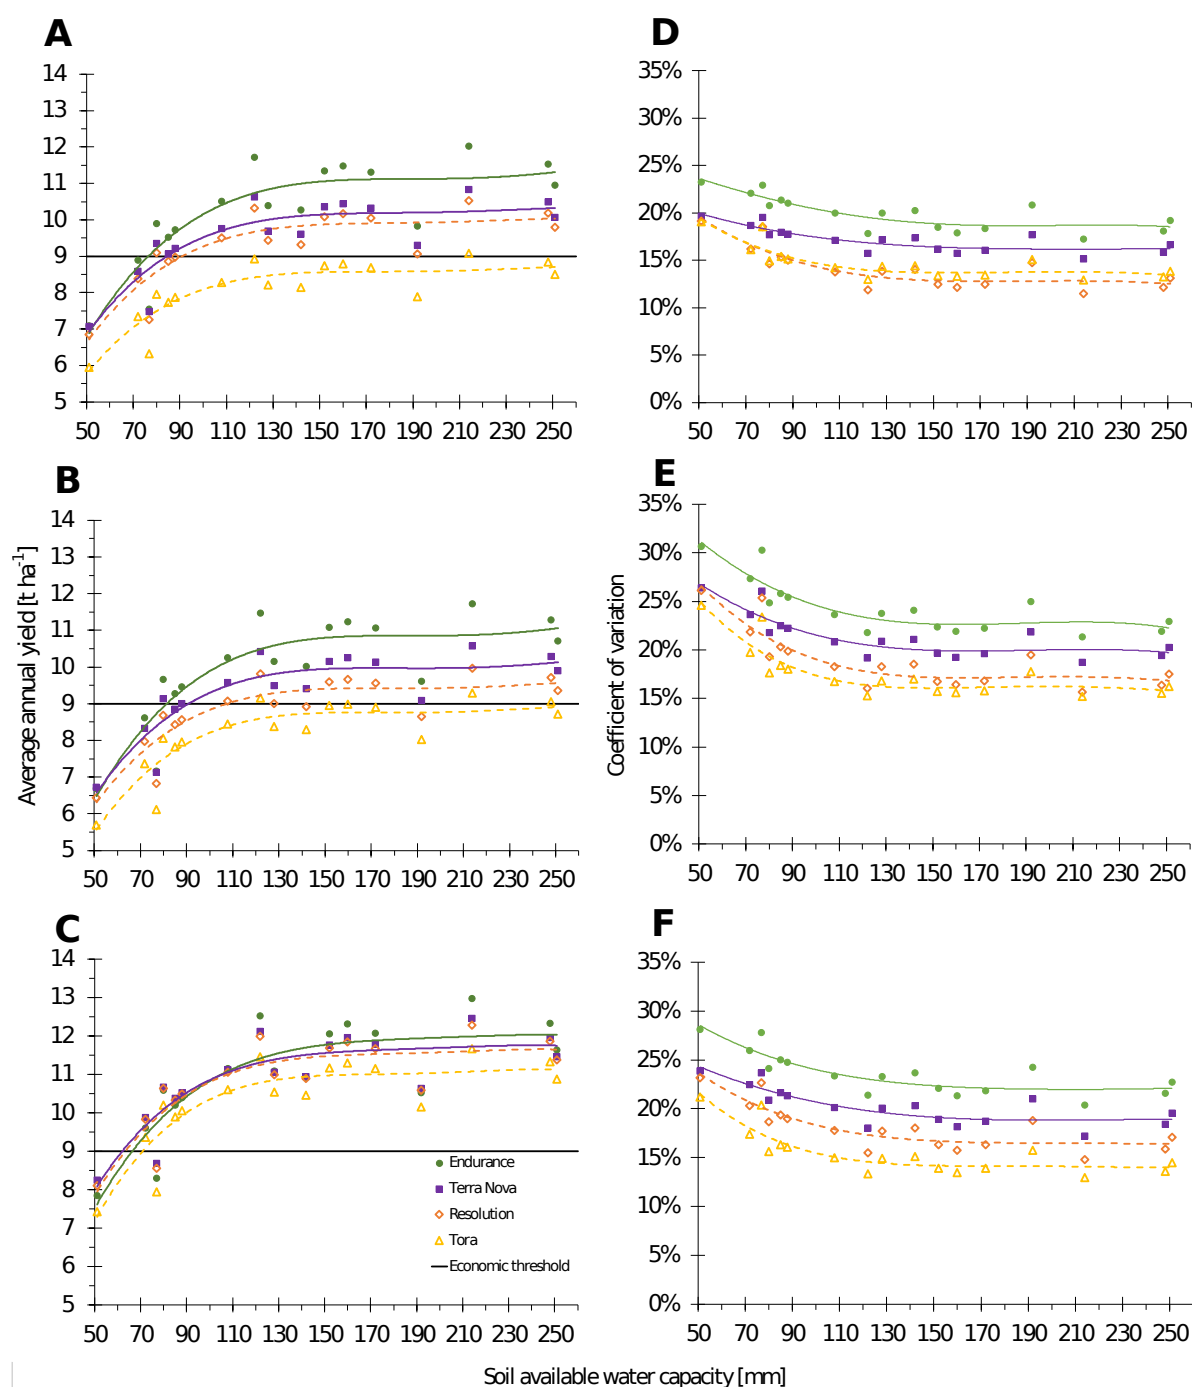 A
14
13
12
11
10
9
8
7
6
5
50 70 90 110 130 150 170 190 210 230 250
D
35%
30%
25%
20%
15%
10%
5%
0%
50 70 90 110 130 150 170 190 210 230 250
B
Average annual yield [t ha-1]
14
13
12
11
10
9
8
7
6
5
50 70 90 110 130 150 170 190 210 230 250
E
Coefficient of variation
35%
30%
25%
20%
15%
10%
5%
0%
50 70 90 110 130 150 170 190 210 230 250
C
14
13
12
11
10
9
8
7
6
5
Endurance
Terra Nova
Resolution
Tora
Economic threshold
50 70 90 110 130 150 170 190 210 230 250
F
35%
30%
25%
20%
15%
10%
5%
0%
50 70 90 110 130 150 170 190 210 230 250
Soil available water capacity [mm]